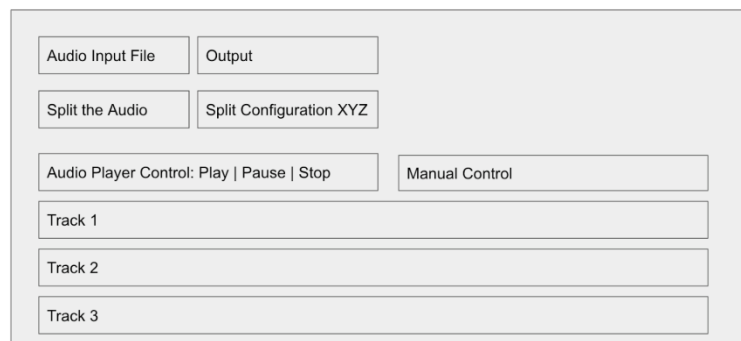 Audio Input File
Output
Split the Audio
Split Configuration XYZ
Audio Player Control: Play | Pause | Stop
Manual Control
Track 1
Track 2
Track 3